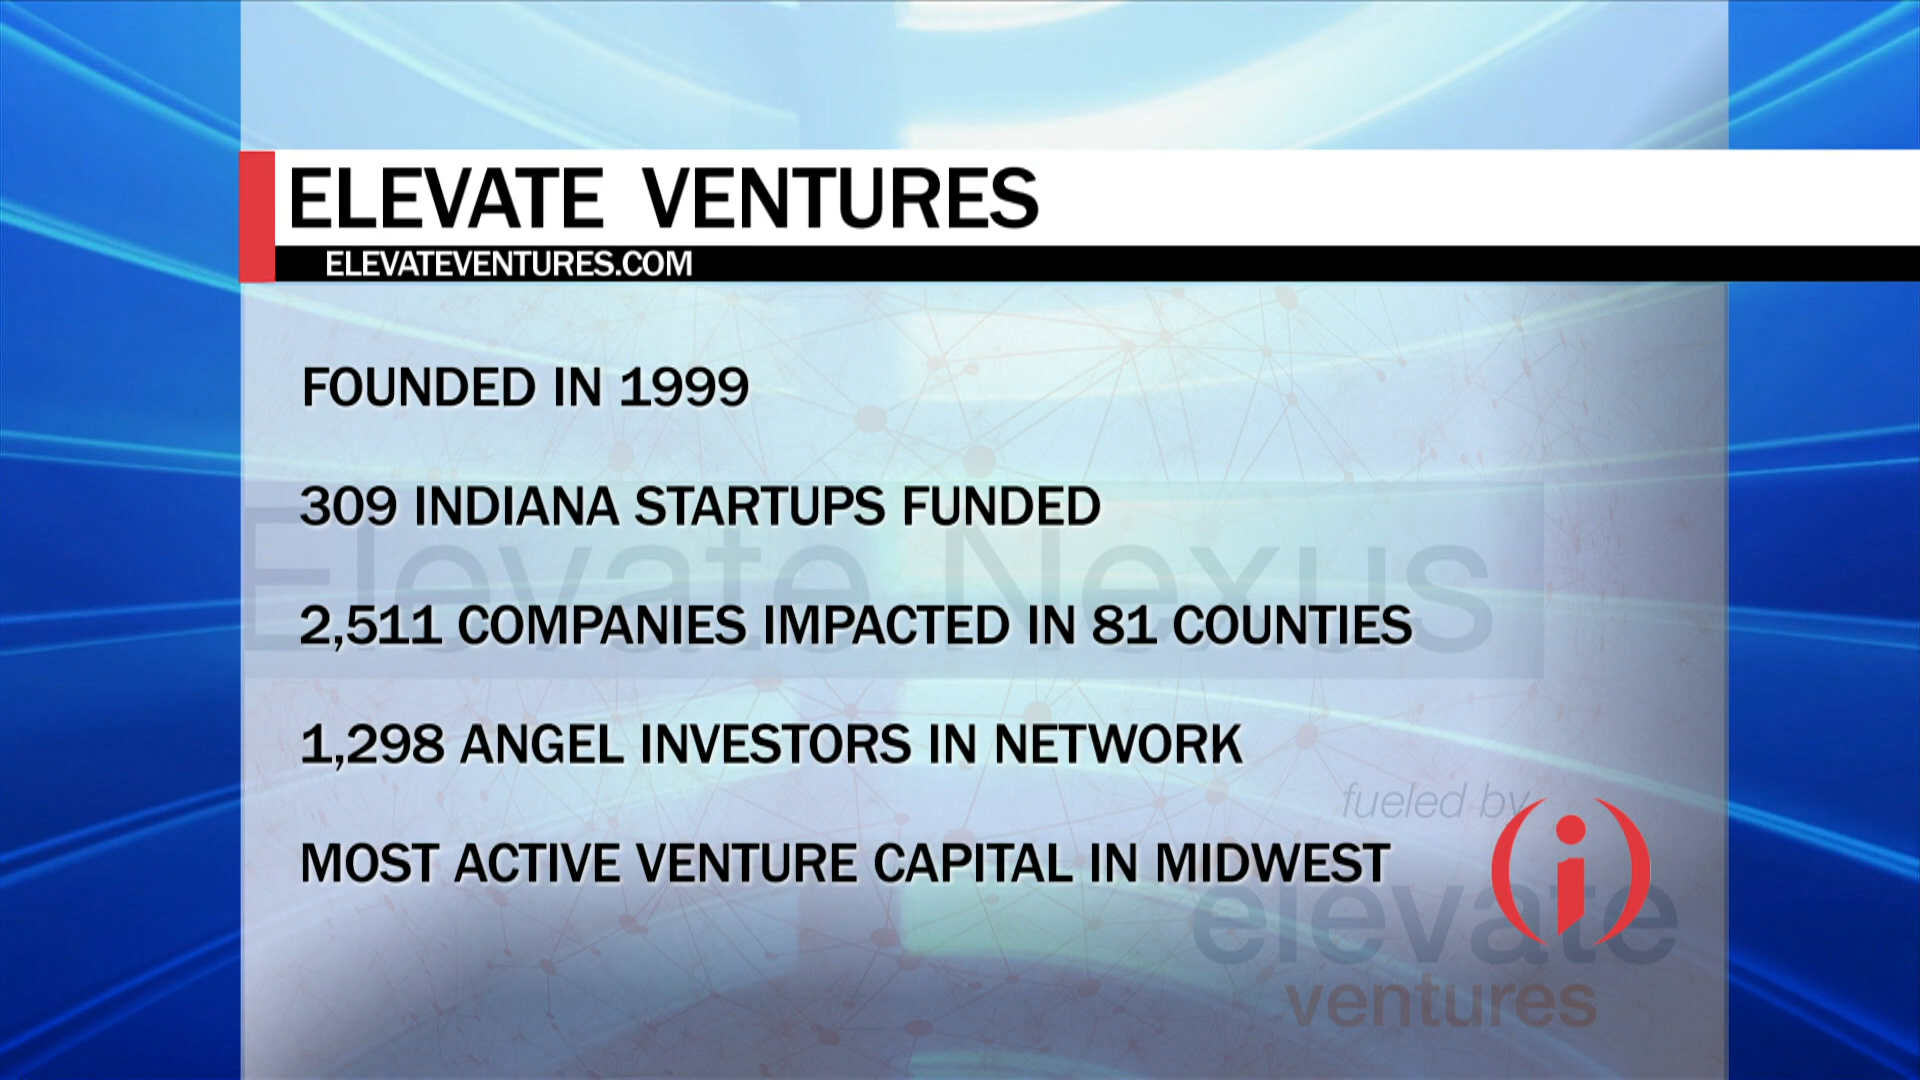 ELEVATE VENTURES
ELEVATEVENTURES.COM
FOUNDED IN 1999
309 INDIANA STARTUPS FUNDED
Elevate Nexus
2,511 COMPANIES IMPACTED IN 81 COUNTIES
1,298 ANGEL INVESTORS IN NETWORK
fueled by
MOST ACTIVE VENTURE CAPITAL IN MIDWEST
(i)
elevate
ventures